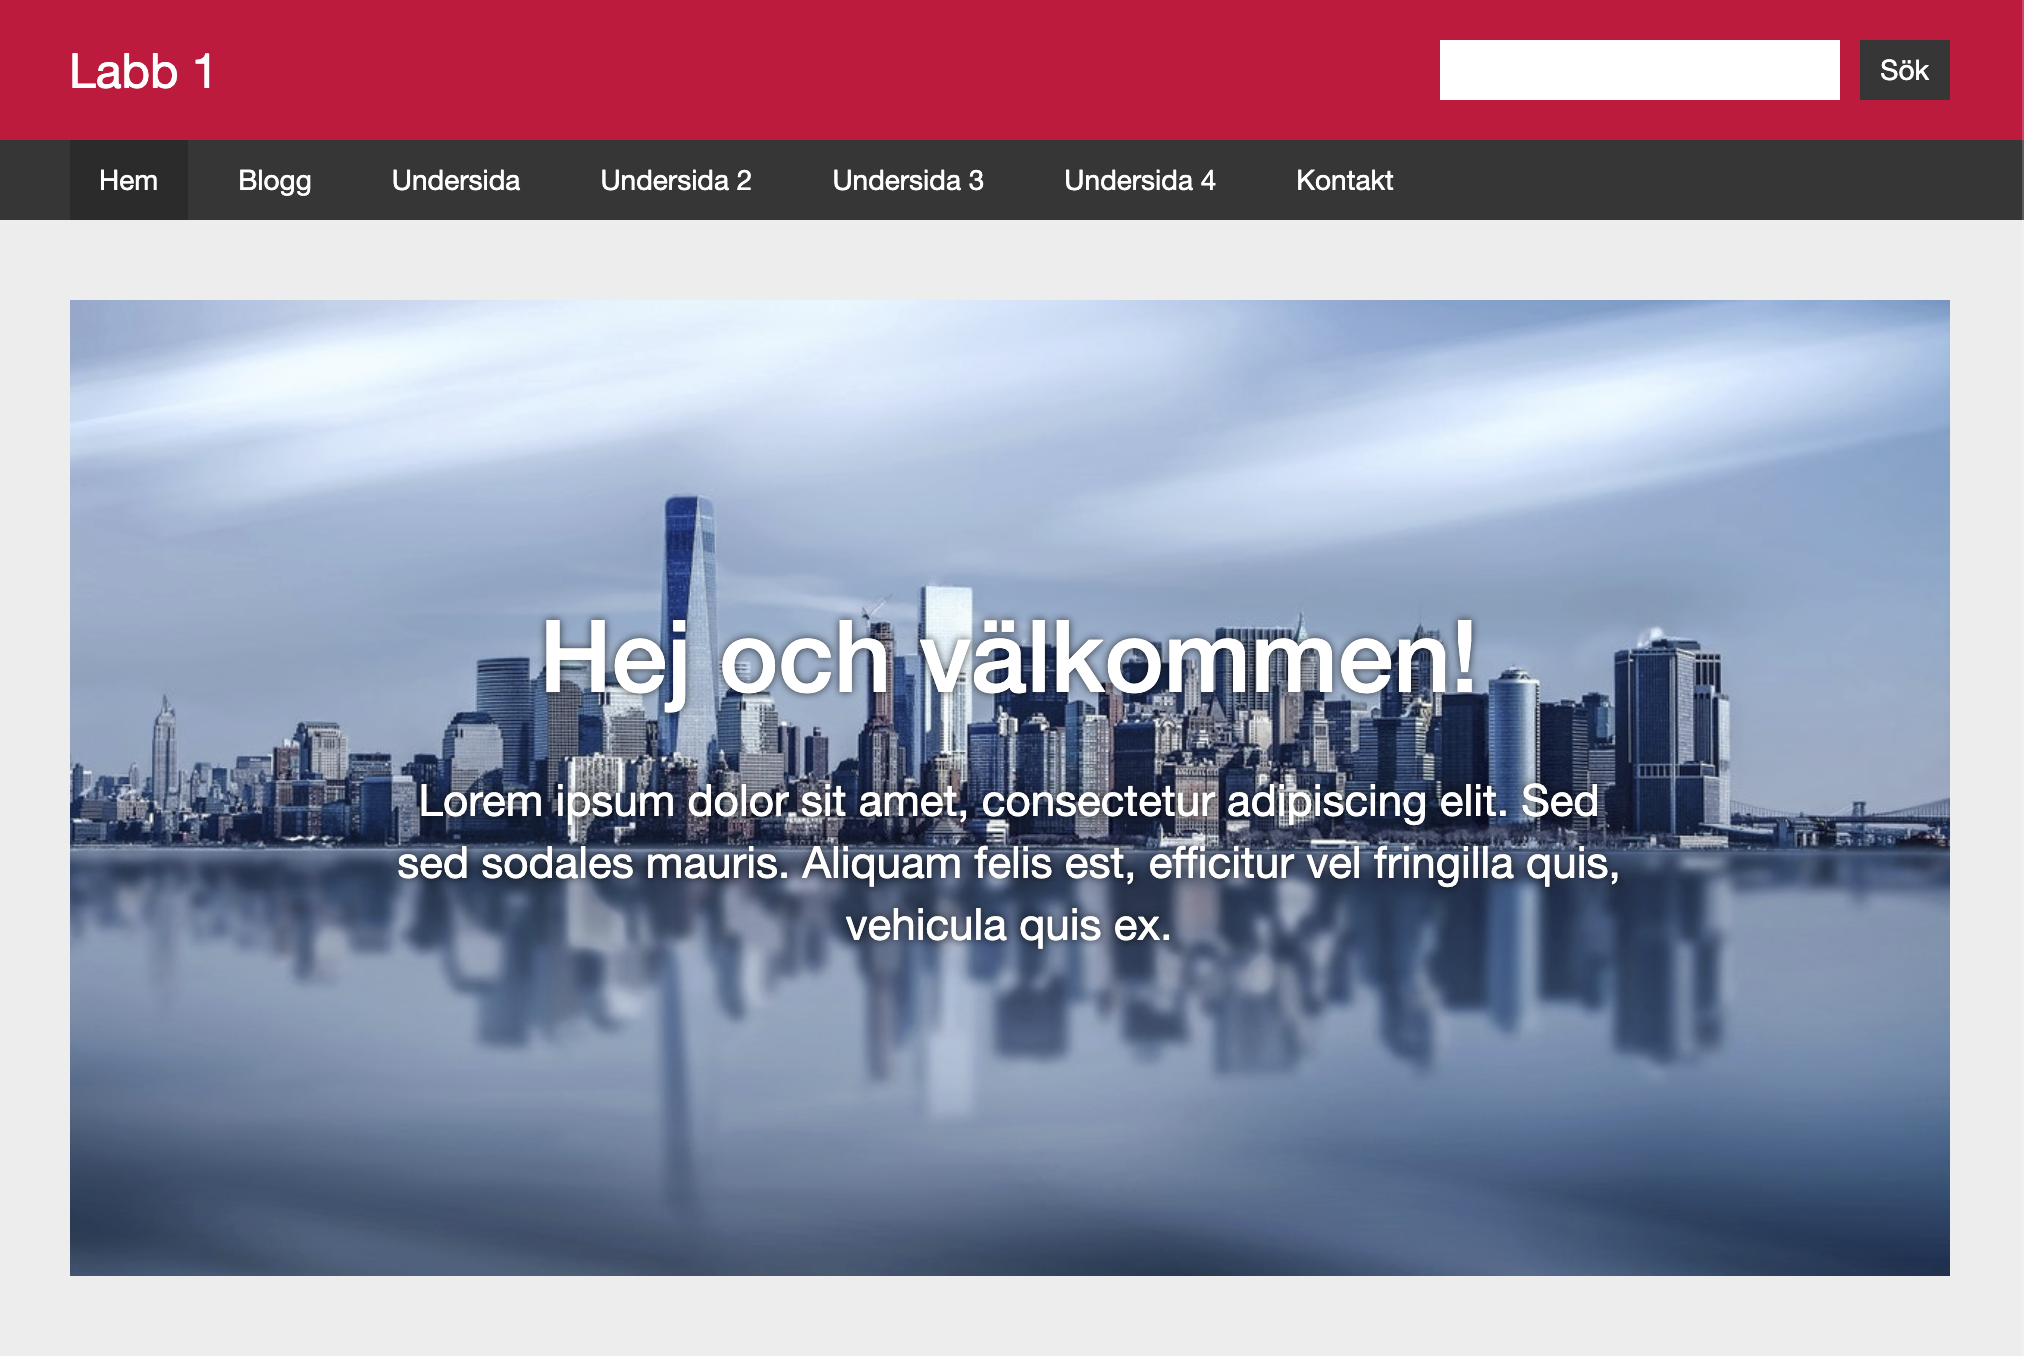 Labb 1
Sök
Hem Blogg Undersida Undersida 2 Undersida 3 Undersida 4 Kontakt
Hej och välkommen!
Lorem ipsum dolor sit amet, consectetur adipiscing elit. Sed
sed sodales mauris. Aliquam felis est, efficitur vel fringilla quis,
vehicula quis ex.